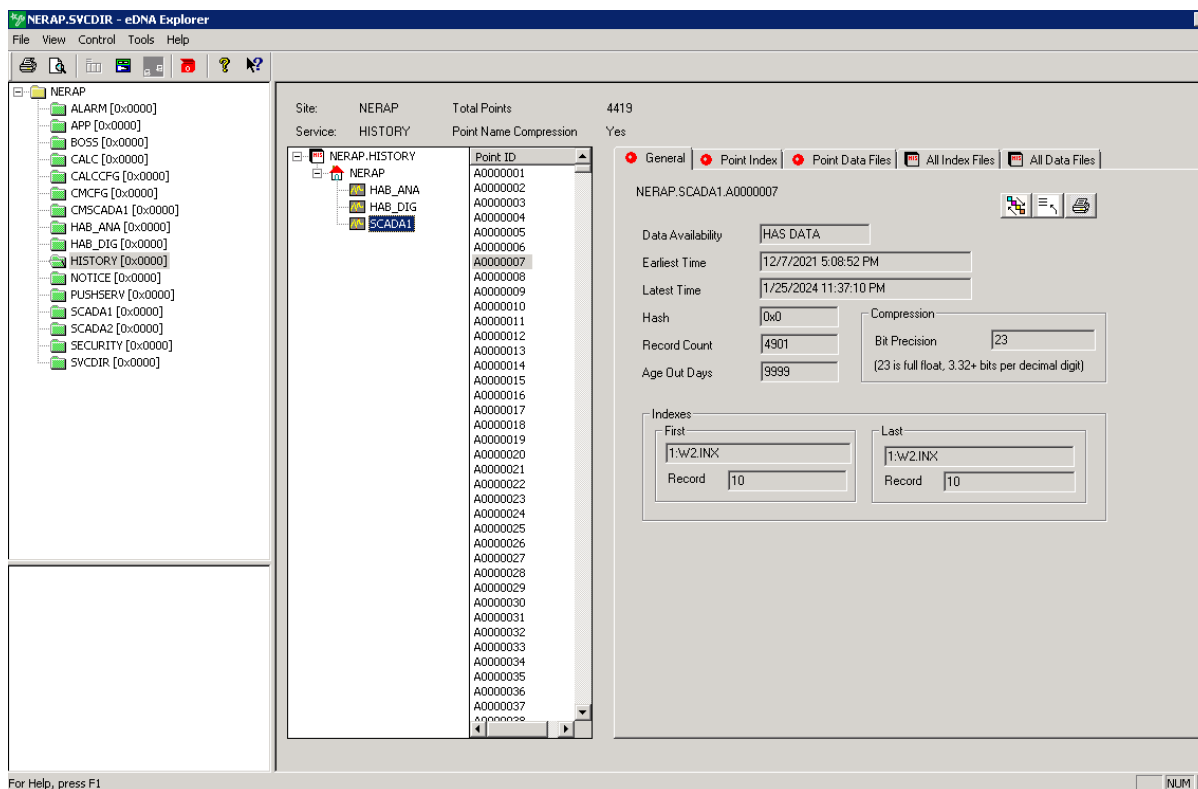 NERAP.SVCDIR - eDNA Explorer
File View Control Tools Help
NERAP
ALARM [0x0000]
APP [0x0000]
BOSS [0x0000]
CALC [0x0000]
CALCCFG [0x0000]
CMCFG [0x0000]
CMSCADA1 [0x0000]
HAB_ANA [0x0000]
HAB_DIG [0x0000]
HISTORY [0x0000]
NOTICE [0x0000]
PUSHSERV [0x0000]
SCADA1 [0x0000]
SCADA2 [0x0000]
SECURITY [0x0000]
SVCDIR [0x0000]
Site: NERAP Total Points 4419
Service: HISTORY Point Name Compression Yes
NERAP.HISTORY
NERAP
HAB_ANA
HAB_DIG
SCADA1
Point ID
A0000001
A0000002
A0000003
A0000004
A0000005
A0000006
A0000007
A0000008
A0000009
A0000010
A0000011
A0000012
A0000013
A0000014
A0000015
A0000016
A0000017
A0000018
A0000019
A0000020
A0000021
A0000022
A0000023
A0000024
A0000025
A0000026
A0000027
A0000028
A0000029
A0000030
A0000031
A0000032
A0000033
A0000034
A0000035
A0000036
A0000037
A0000038
General Point Index Point Data Files All Index Files All Data Files
NERAP.SCADA1.A0000007
Data Availability HAS DATA
Earliest Time 12/7/2021 5:08:52 PM
Latest Time 1/25/2024 11:37:10 PM
Hash 0x0
Record Count 4901
Age Out Days 9999
Compression
Bit Precision 23
(23 is full float, 3.32+ bits per decimal digit)
Indexes
First
1:W2.INX
Record 10
Last
1:W2.INX
Record 10
For Help, press F1
NUM